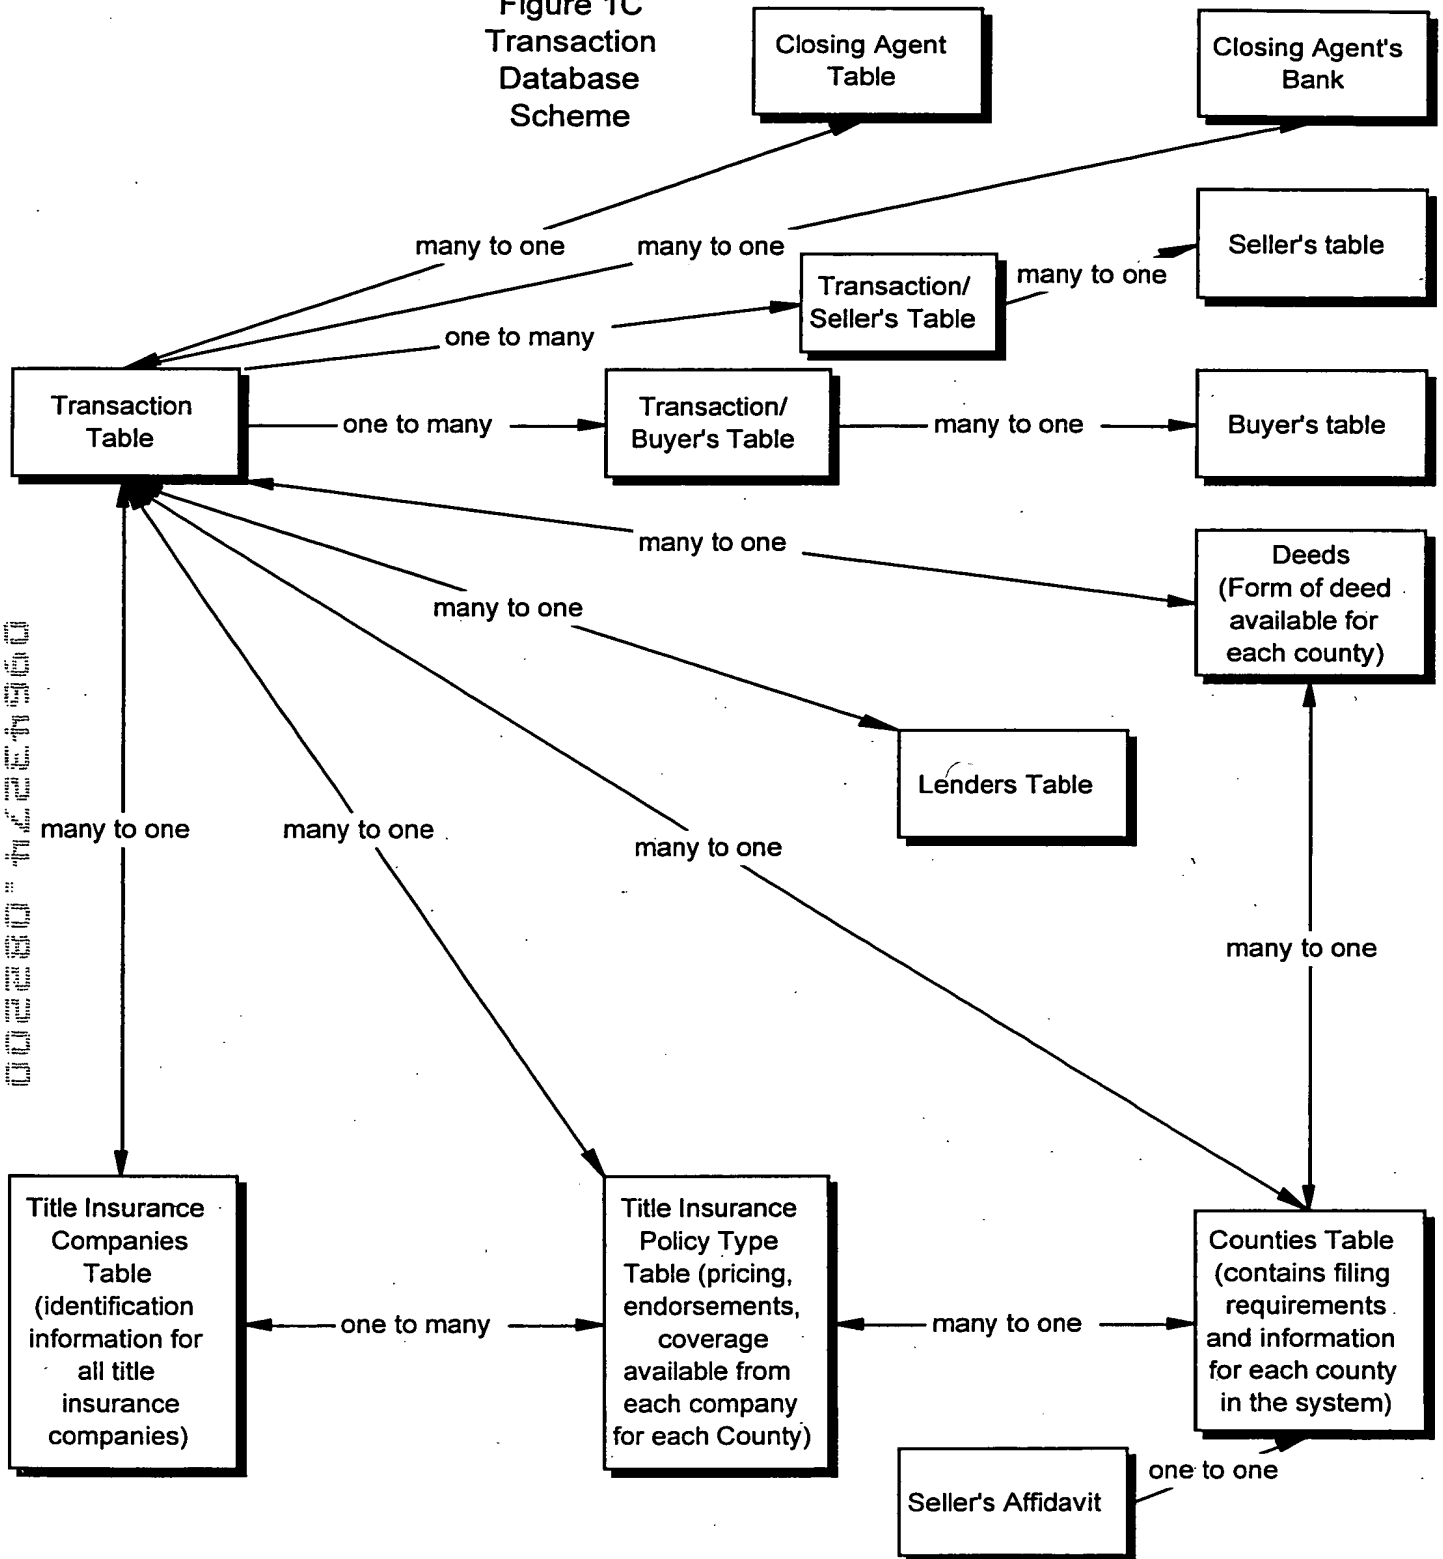 Figure 1C
Transaction
Database
Scheme
Closing Agent
Table
Closing Agent's
Bank
many to one
many to one
Seller's table
Transaction/
Seller's Table
many to one
one to many
Transaction
Table
one to many
Transaction/
Buyer's Table
many to one
Buyer's table
many to one
Deeds
(Form of deed
available for
each county)
many to one
Lenders Table
many to one
many to one
many to one
many to one
Title Insurance
Companies
Table
(identification
information for
all title
insurance
companies)
one to many
Title Insurance
Policy Type
Table (pricing,
endorsements,
coverage
available from
each company
for each County)
many to one
Counties Table
(contains filing
requirements
and information
for each county
in the system)
Seller's Affidavit
one to one
09643274.082200